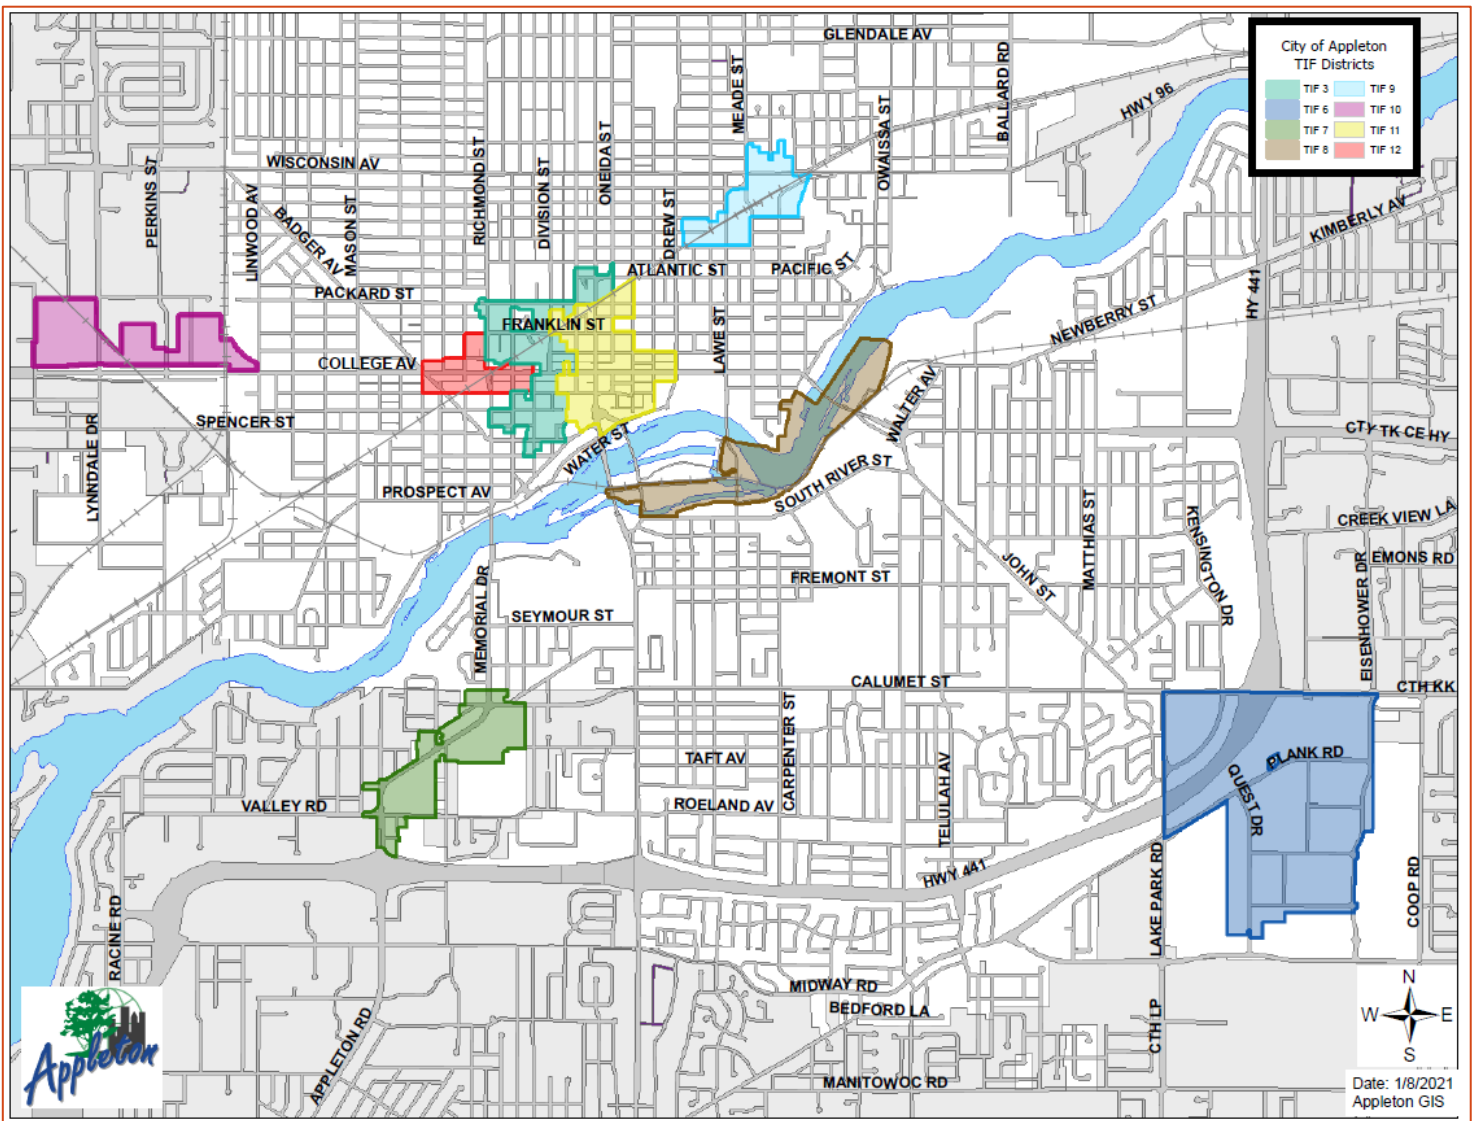 City of Appleton
TIF Districts
TIF 3
TIF 9
TIF 6
TIF 10
TIF 7
TIF 11
TIF 8
TIF 12
GLENDALE AV
MEADE ST
BALLARD RD
HWY 96
OWAISSA ST
ONEIDA ST
RICHMOND ST
DIVISION ST
WISCONSIN AV
PERKINS ST
LINWOOD AV
BADGER AV
MASON ST
DREW ST
KIMBERLY AV
ATLANTIC ST
PACIFIC ST
HY 441
PACKARD ST
FRANKLIN ST
LAWE ST
NEWBERRY ST
COLLEGE AV
WALTER AV
SPENCER ST
LYNNDALE DR
CTY TK CE HY
WATER ST
PROSPECT AV
SOUTH RIVER ST
MATTHIAS ST
KENSINGTON DR
CREEK VIEW LA
EMONS RD
EISENHOWER DR
JOHN ST
FREMONT ST
MEMORIAL DR
SEYMOUR ST
CALUMET ST
CTH KK
CARPENTER ST
TAFT AV
PLANK RD
QUEST DR
TELULAH AV
VALLEY RD
ROELAND AV
HWY 441
LAKE PARK RD
COOP RD
RACINE RD
MIDWAY RD
BEDFORD LA
APPLETON RD
CTH LP
MANITOWOC RD
N
W
E
S
Appleton
Date: 1/8/2021
Appleton GIS